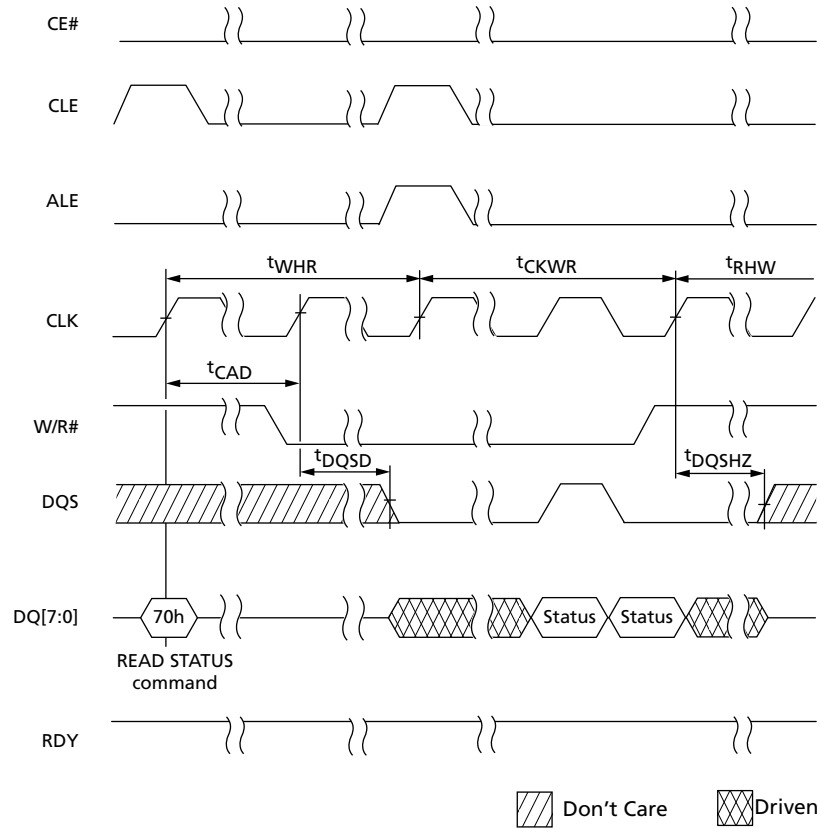 CE#
CLE
ALE
tWHR tCKWR tRHW
CLK
tCAD
W/R#
tDQSD tDQSHZ
DQS
DQ[7:0] 70h Status Status
READ STATUS
command
RDY
Don't Care Driven